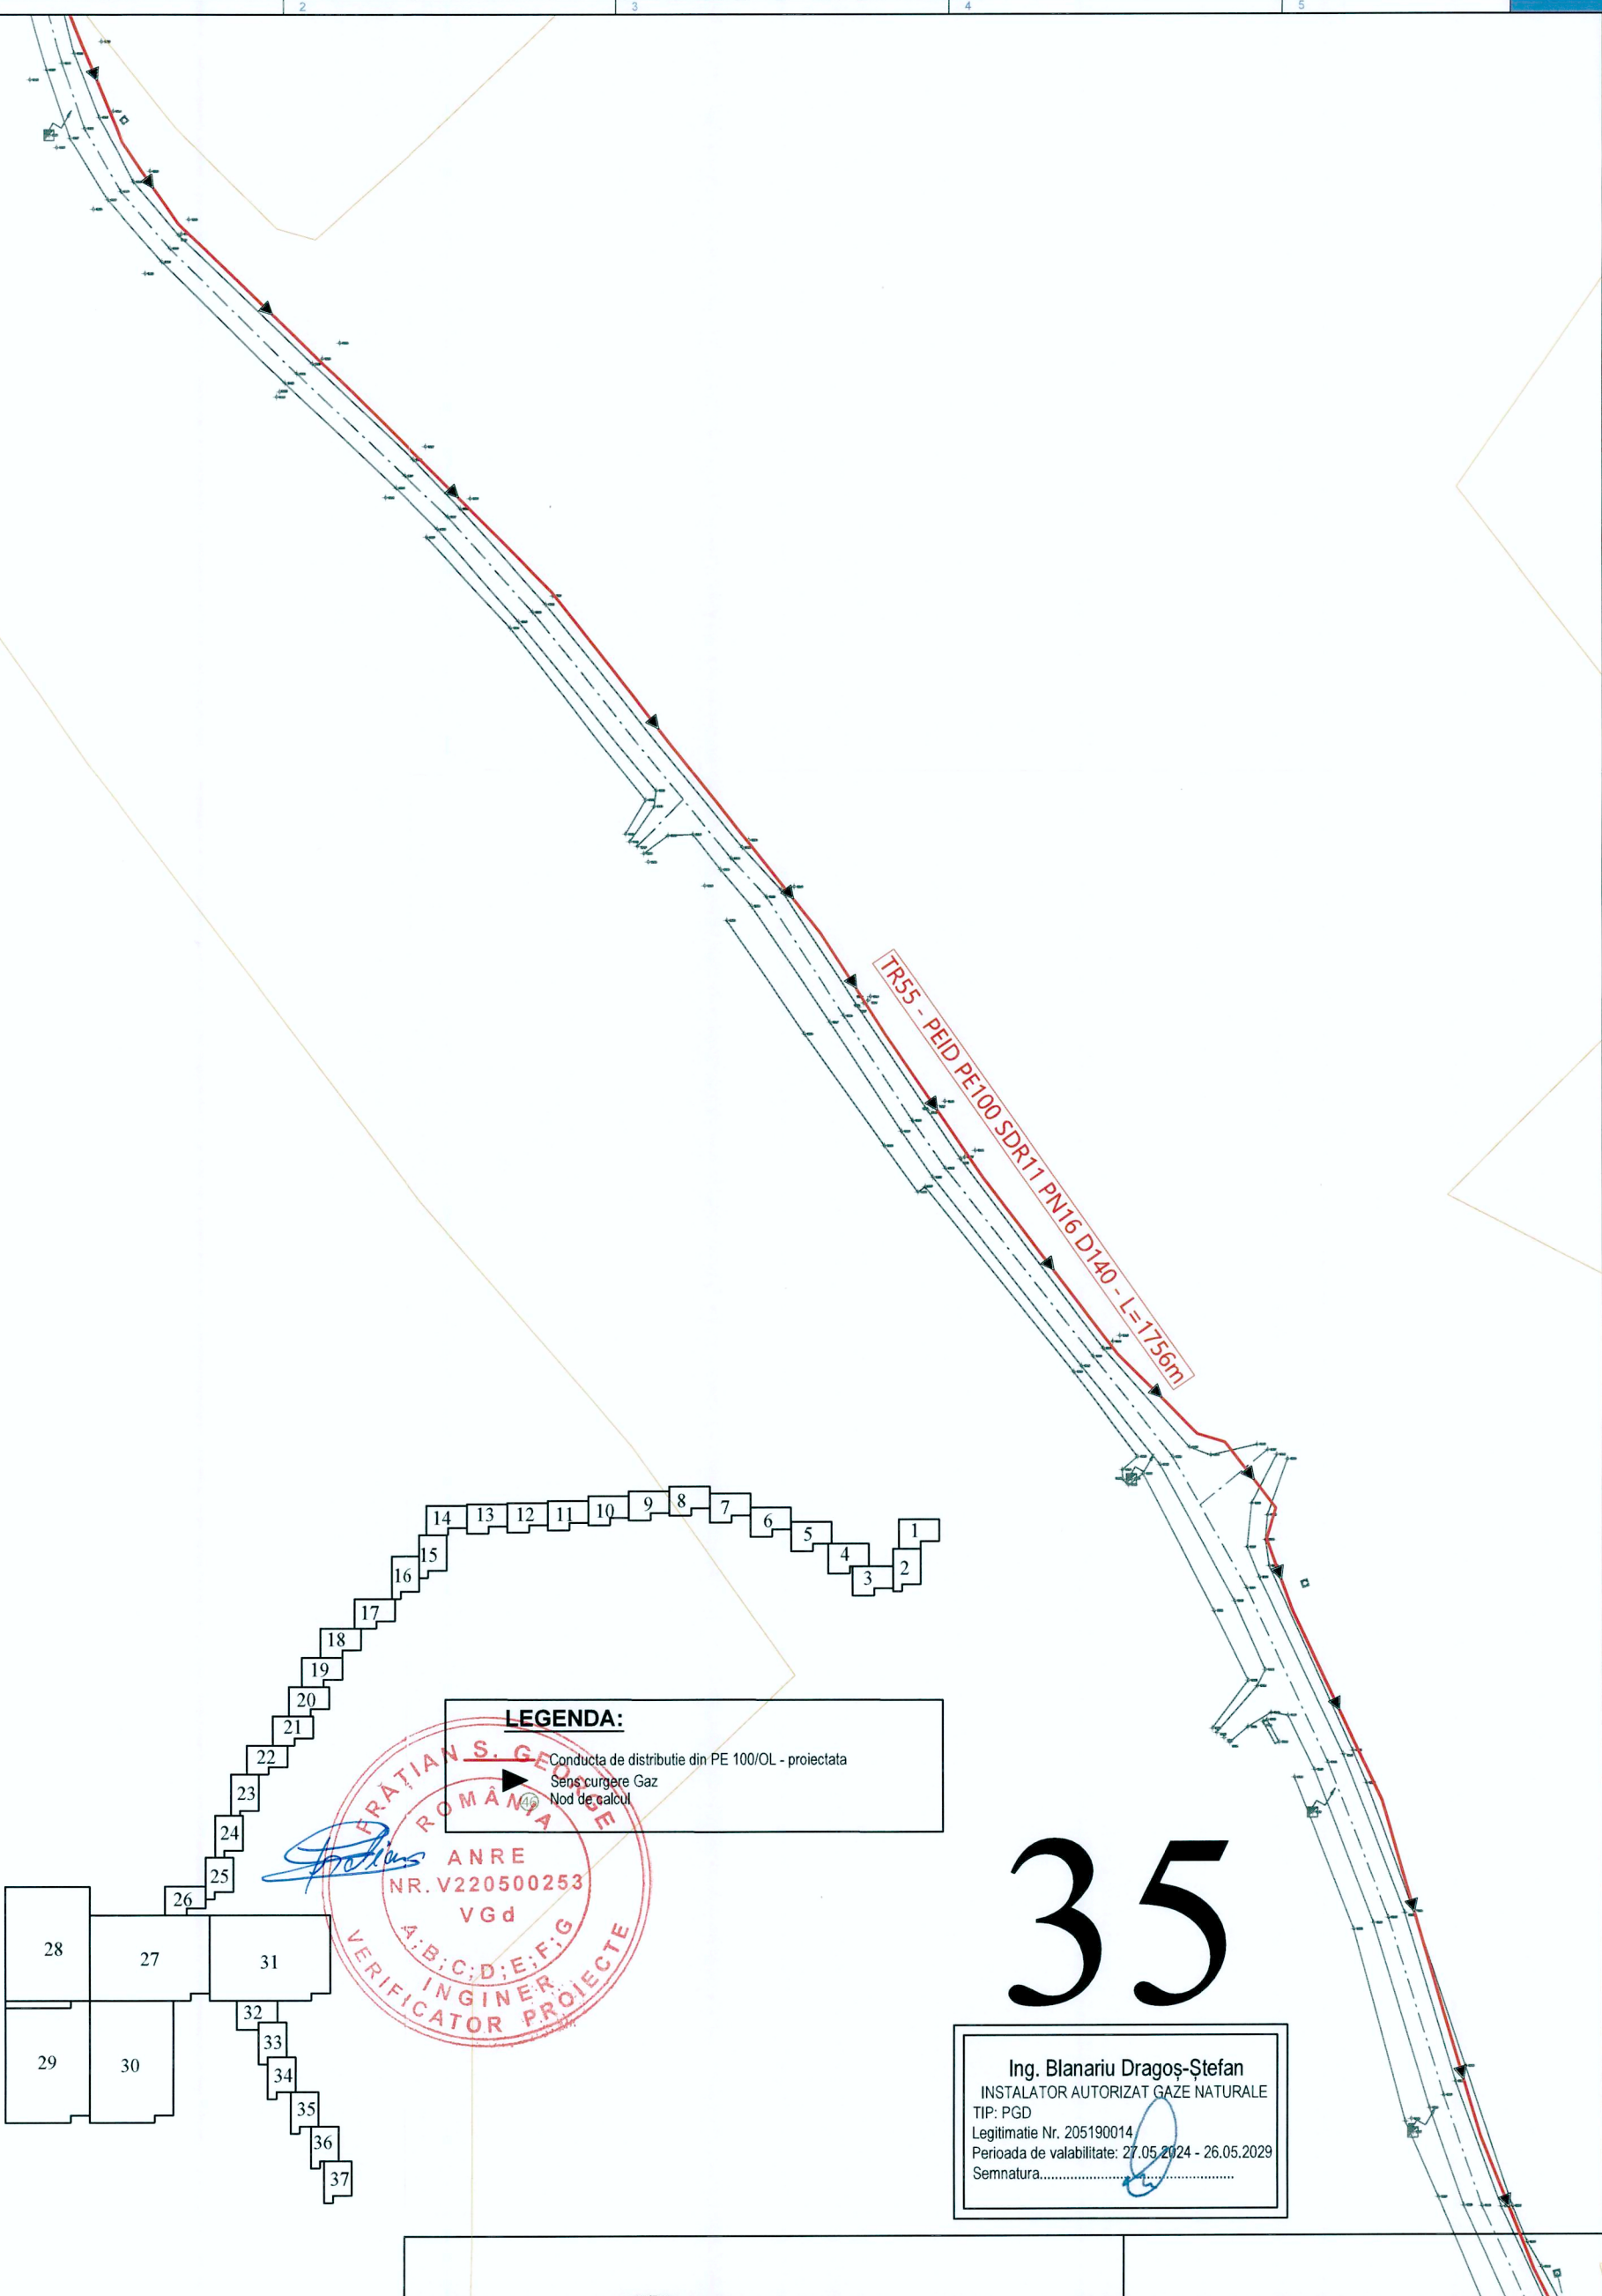 2 3 4 5
TR55 - PEID PE100 SDR11 PN16 D140 - L=1756m
14 13 12 11 10 9 8 7 6 5 4 3 2 1
15
16
17
18
19
20
21
22
23
24
25
26
28 27 31
32
29 30 33
34
35
36
37
LEGENDA:
Conducta de distributie din PE 100/OL - proiectata
Sens curgere Gaz
46 Nod de calcul
FRĂȚIAN S. GEORGE
ROMÂNIA
ANRE
NR. V220500253
VGd
A;B;C;D;E;F;G
INGINER
VERIFICATOR PROIECTE
35
Ing. Blanariu Dragoș-Ștefan
INSTALATOR AUTORIZAT GAZE NATURALE
TIP: PGD
Legitimatie Nr. 205190014
Perioada de valabilitate: 27.05.2024 - 26.05.2029
Semnatura